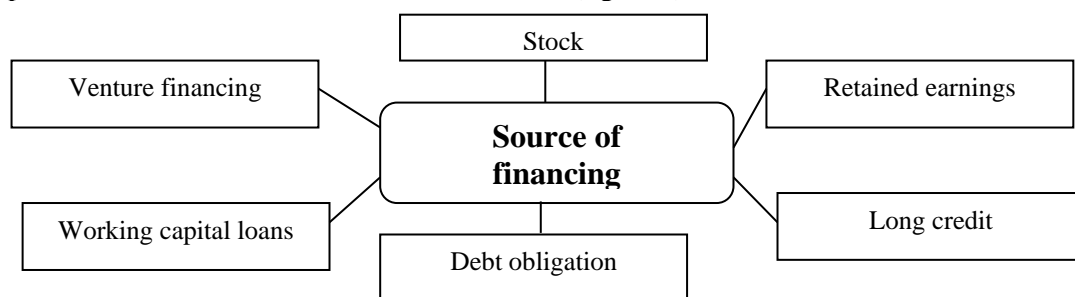 Stock
Venture financing
Retained earnings
Source of
financing
Working capital loans
Long credit
Debt obligation